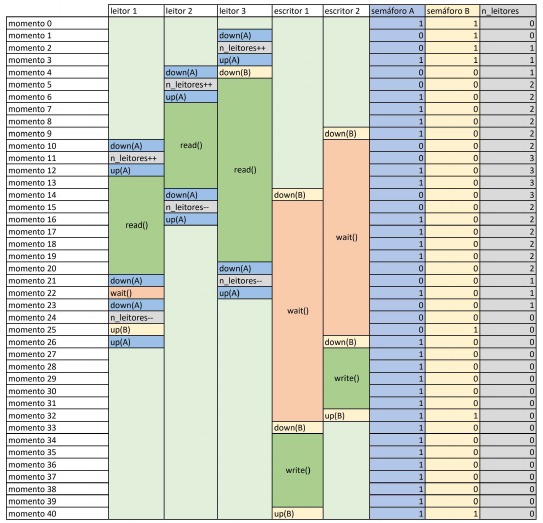 leitor 1 leitor 2 leitor 3 escritor 1 escritor 2 semáforo A semáforo B n_leitores
momento 0 1 1 0
momento 1 down(A) 0 1 0
momento 2 n_leitores++ 0 1 1
momento 3 up(A) 1 1 1
momento 4 down(A) down(B) 0 0 1
momento 5 n_leitores++ 0 0 2
momento 6 up(A) 1 0 2
momento 7 1 0 2
momento 8 1 0 2
momento 9 down(B) 1 0 2
momento 10 down(A) read() 0 0 2
momento 11 n_leitores++ 0 0 3
momento 12 up(A) read() 1 0 3
momento 13 1 0 3
momento 14 down(A) down(B) 0 0 3
momento 15 n_leitores-- 0 0 2
momento 16 read() up(A) 1 0 2
momento 17 wait() 1 0 2
momento 18 1 0 2
momento 19 1 0 2
momento 20 down(A) 0 0 2
momento 21 down(A) n_leitores-- 0 0 1
momento 22 wait() up(A) 1 0 1
momento 23 down(A) wait() 0 0 1
momento 24 n_leitores-- 0 0 0
momento 25 up(B) 0 1 0
momento 26 up(A) down(B) 1 0 0
momento 27 1 0 0
momento 28 1 0 0
momento 29 write() 1 0 0
momento 30 1 0 0
momento 31 1 0 0
momento 32 up(B) 1 1 0
momento 33 down(B) 1 0 0
momento 34 1 0 0
momento 35 1 0 0
momento 36 write() 1 0 0
momento 37 1 0 0
momento 38 1 0 0
momento 39 1 0 0
momento 40 up(B) 1 1 0